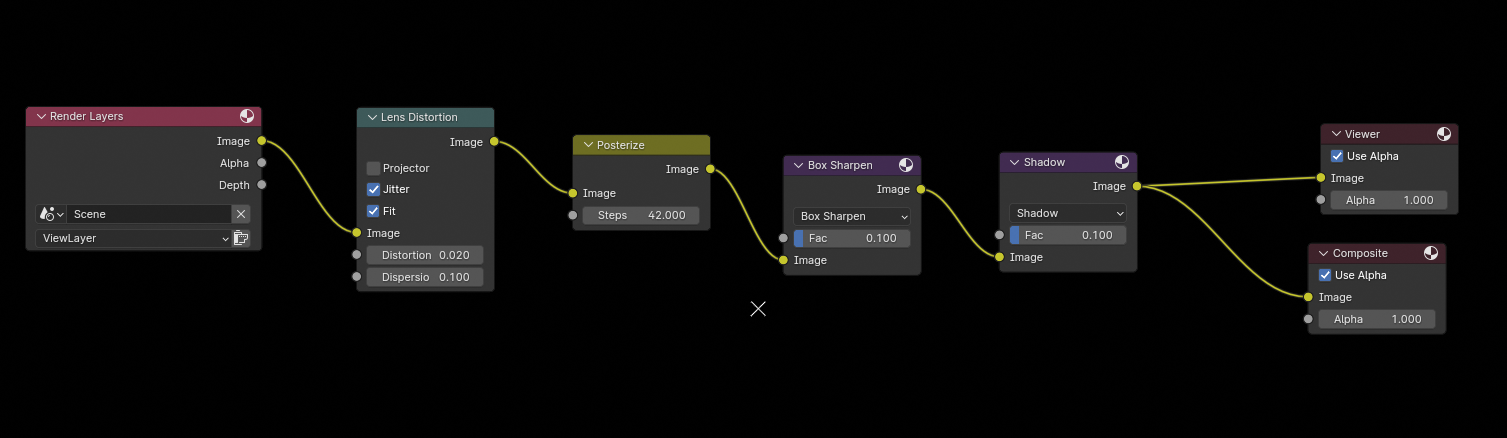 Render Layers
Image
Alpha
Depth
Scene
ViewLayer
Lens Distortion
Image
Projector
Jitter
Fit
Image
Distortion 0.020
Dispersio 0.100
Posterize
Image
Image
Steps 42.000
Box Sharpen
Image
Box Sharpen
Fac 0.100
Image
Shadow
Image
Shadow
Fac 0.100
Image
Viewer
Use Alpha
Image
Alpha 1.000
Composite
Use Alpha
Image
Alpha 1.000